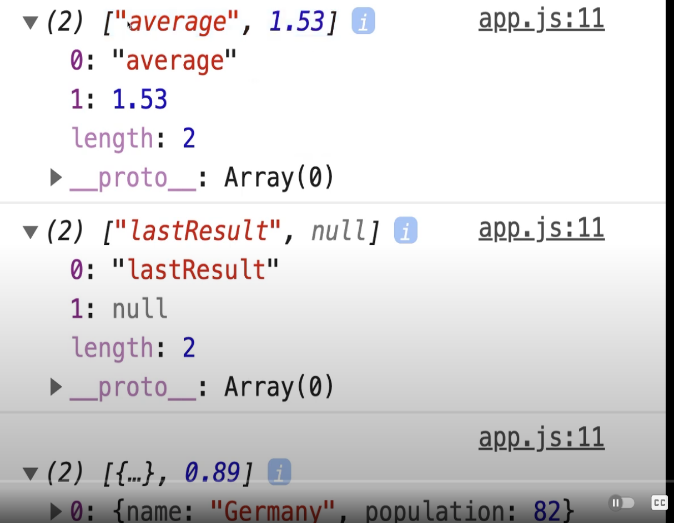 ▼(2) ["average", 1.53] i app.js:11
0: "average"
1: 1.53
length: 2
▶__proto__: Array(0)
▼(2) ["lastResult", null] i app.js:11
0: "lastResult"
1: null
length: 2
▶__proto__: Array(0)
app.js:11
▼(2) [{…}, 0.89] i
▶0: {name: "Germany", population: 82}
CC